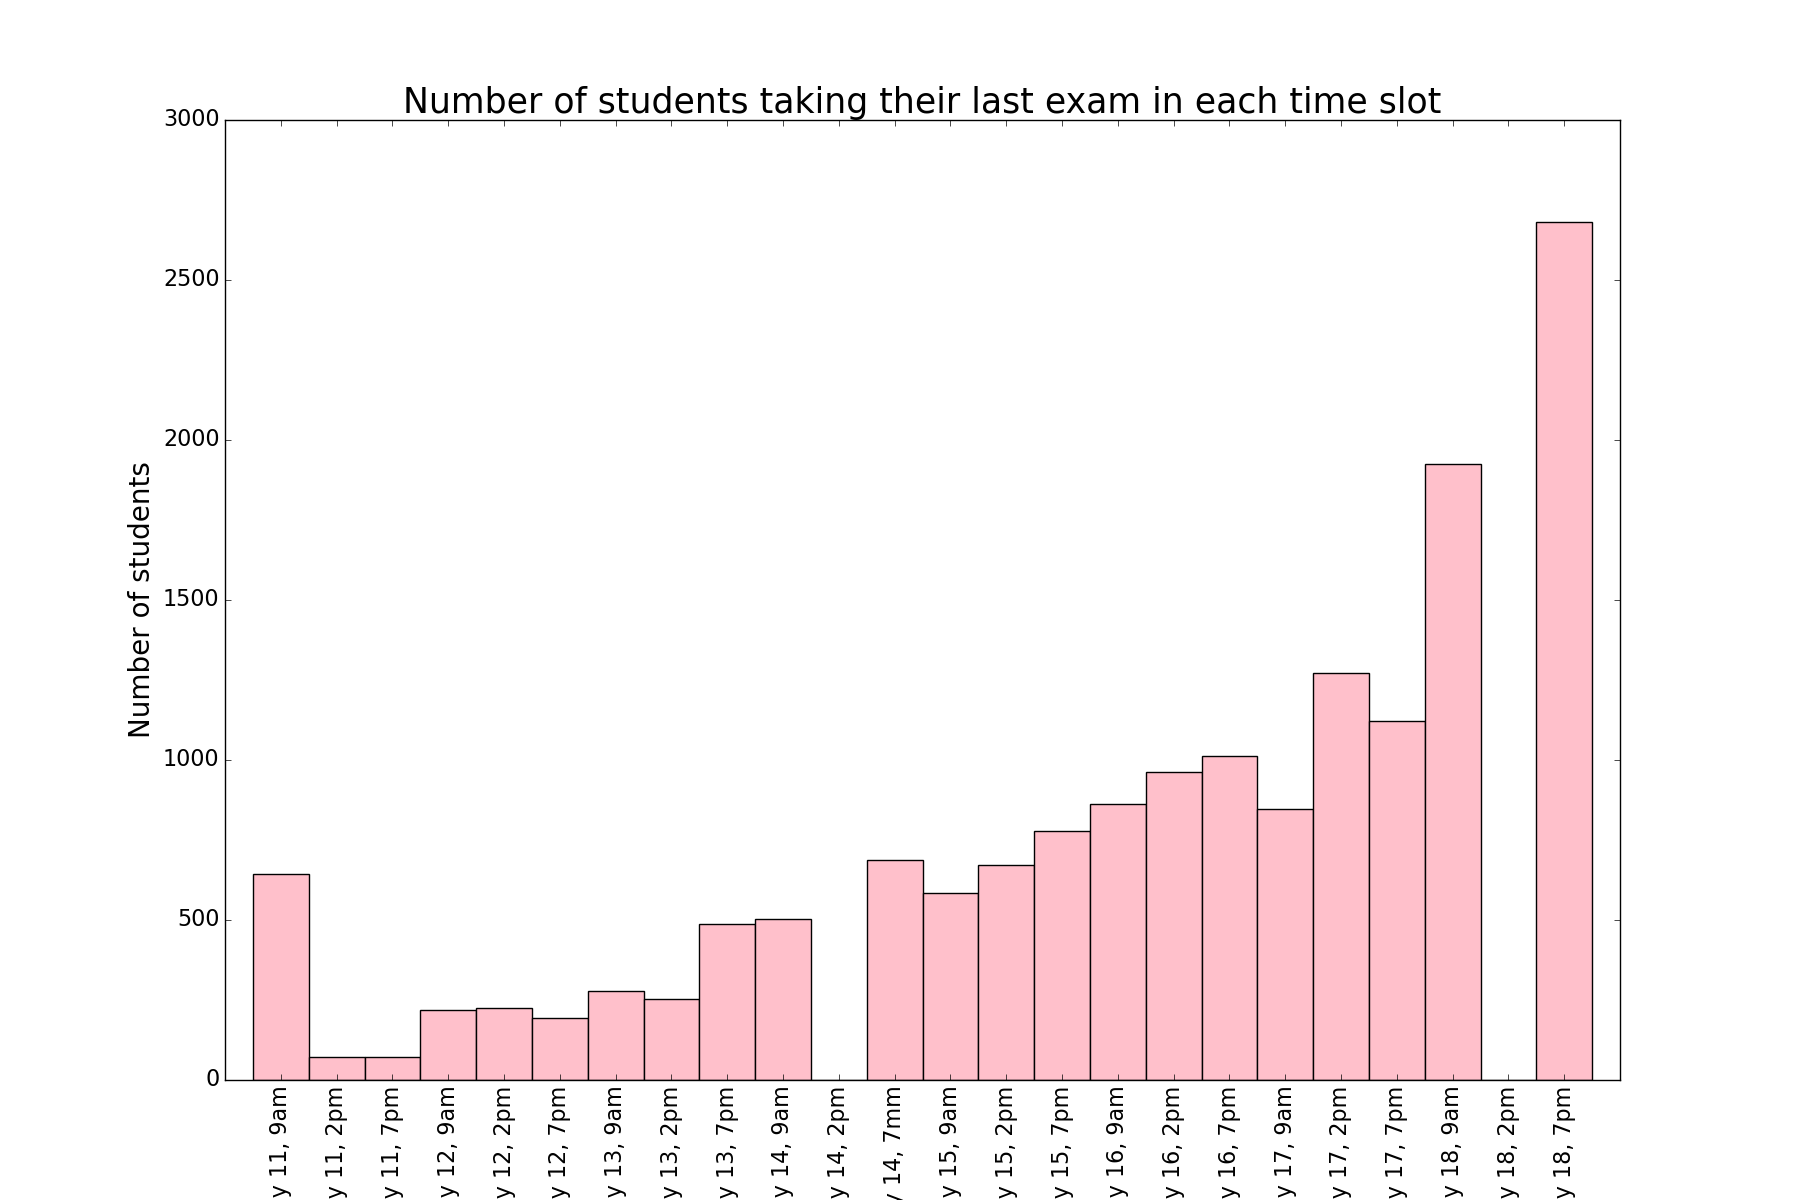 Number of students taking their last exam in each time slot
Number of students
3000
2500
2000
1500
1000
500
0
y 11, 9am
y 11, 2pm
y 11, 7pm
y 12, 9am
y 12, 2pm
y 12, 7pm
y 13, 9am
y 13, 2pm
y 13, 7pm
y 14, 9am
y 14, 2pm
y 14, 7mm
y 15, 9am
y 15, 2pm
y 15, 7pm
y 16, 9am
y 16, 2pm
y 16, 7pm
y 17, 9am
y 17, 2pm
y 17, 7pm
y 18, 9am
y 18, 2pm
y 18, 7pm